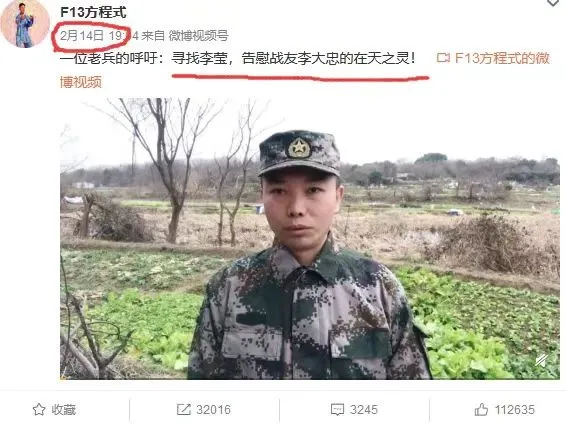 F13方程式
2月14日 19:44 来自 微博视频号
一位老兵的呼吁：寻找李莹，告慰战友李大忠的在天之灵！ F13方程式的微
博视频
收藏 32016 3245 112635